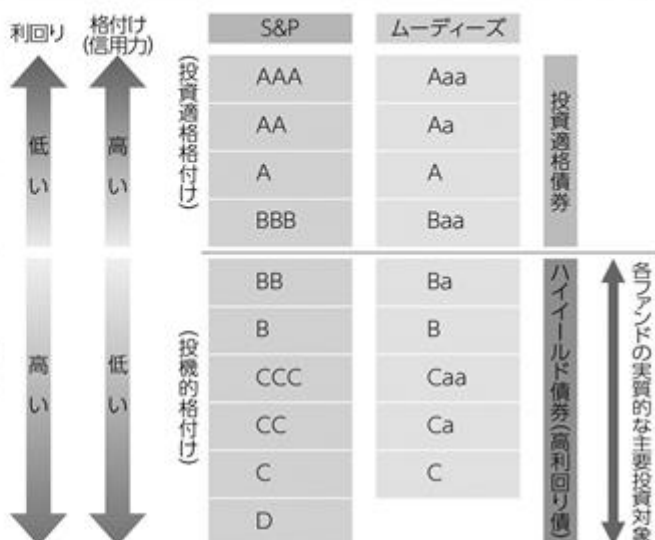 利回り
格付け
(信用力)
S&P
ムーディーズ
低い
高い
高い
低い
(投資適格格付け)
AAA
AA
A
BBB
Aaa
Aa
A
Baa
投資適格債券
(投機的格付け)
BB
B
CCC
CC
C
D
Ba
B
Caa
Ca
C
ハイイールド債券(高利回り債)
各ファンドの実質的な主要投資対象